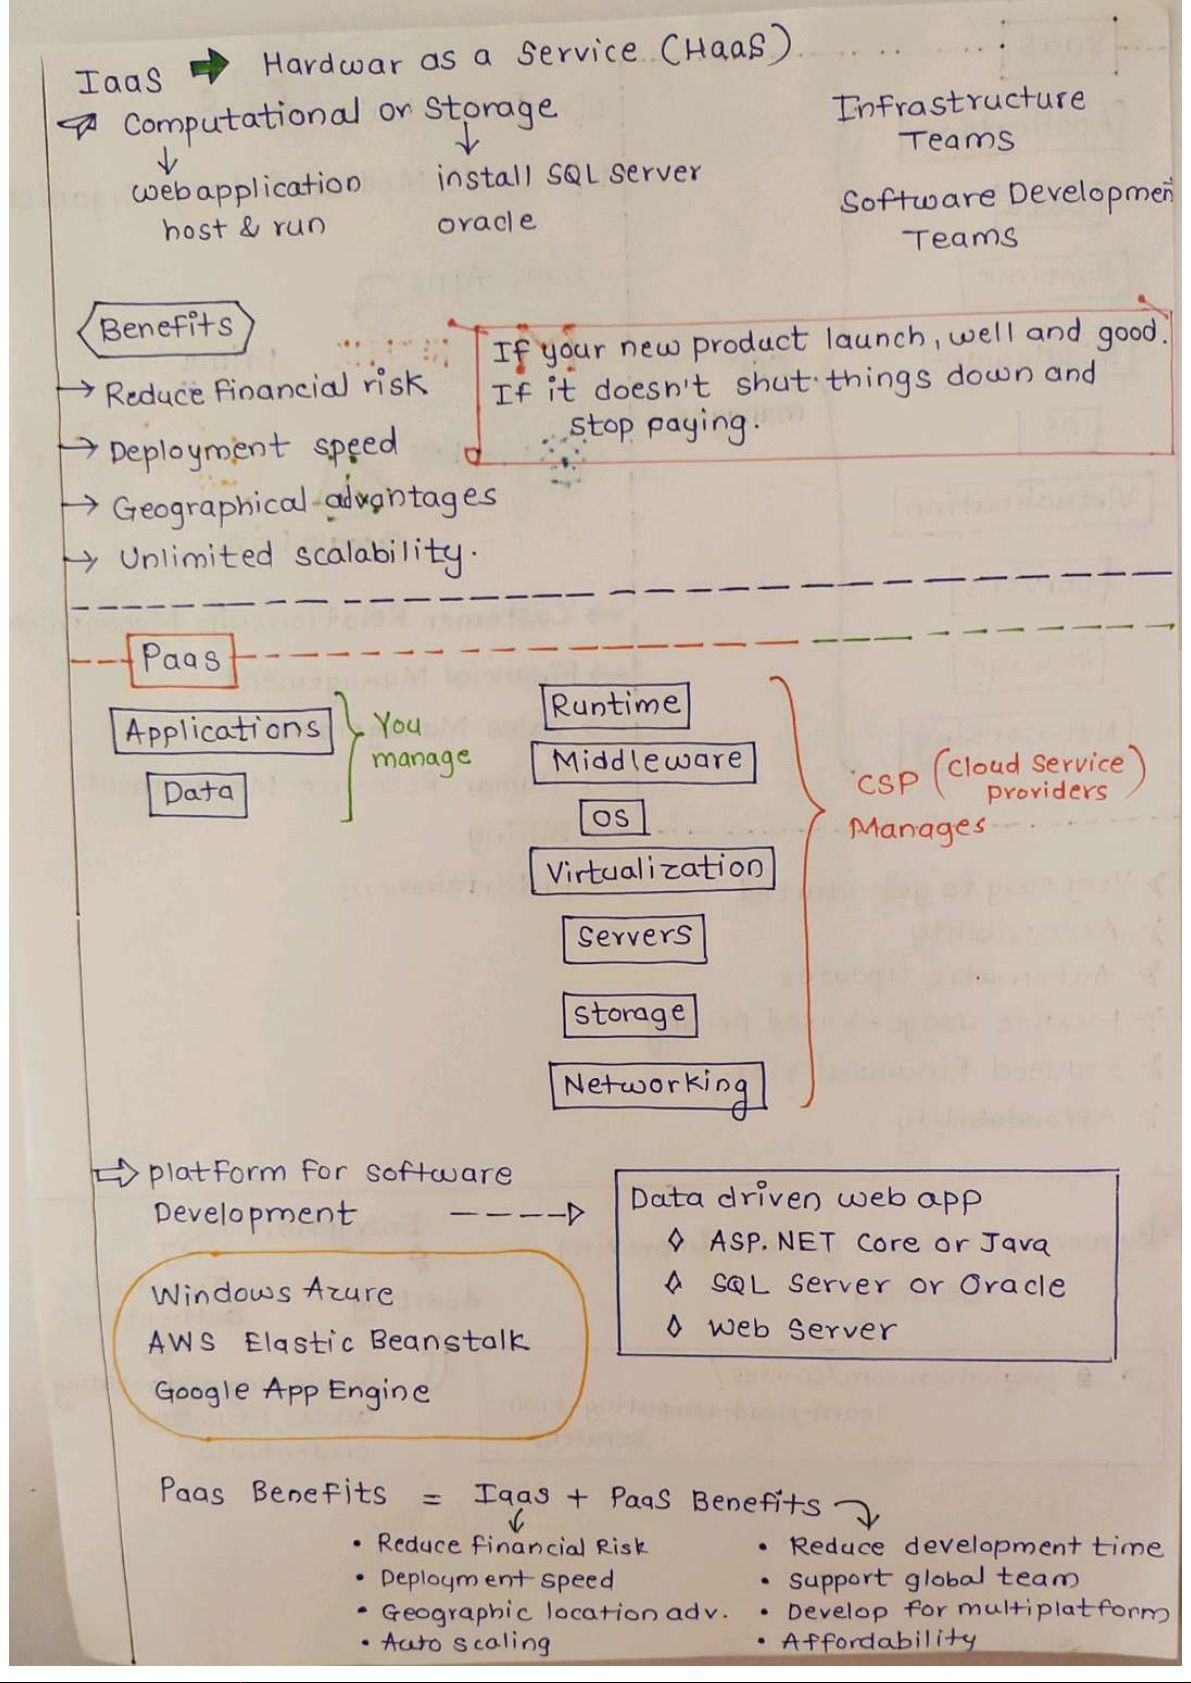 IaaS → Hardwar as a Service (HaaS)
Computational or Storage
Infrastructure
Teams
web application
host & run
install SQL Server
oracle
Software Developmen
Teams
Benefits
→ Reduce Financial risk
→ Deployment speed
→ Geographical advantages
→ Unlimited scalability.
If your new product launch, well and good.
If it doesn't shut things down and
stop paying.
Paas
Applications
Data
You
manage
Runtime
Middleware
OS
Virtualization
Servers
Storage
Networking
CSP (Cloud Service
providers)
Manages
⇒ platform for software
Development
Data driven web app
◊ ASP.NET Core or Java
◊ SQL Server or Oracle
◊ Web Server
Windows Azure
AWS Elastic Beanstalk
Google App Engine
Paas Benefits = Iaas + PaaS Benefits
• Reduce Financial Risk
• Deployment speed
• Geographic location adv.
• Auto scaling
• Reduce development time
• Support global team
• Develop for multiplatform
• Affordability